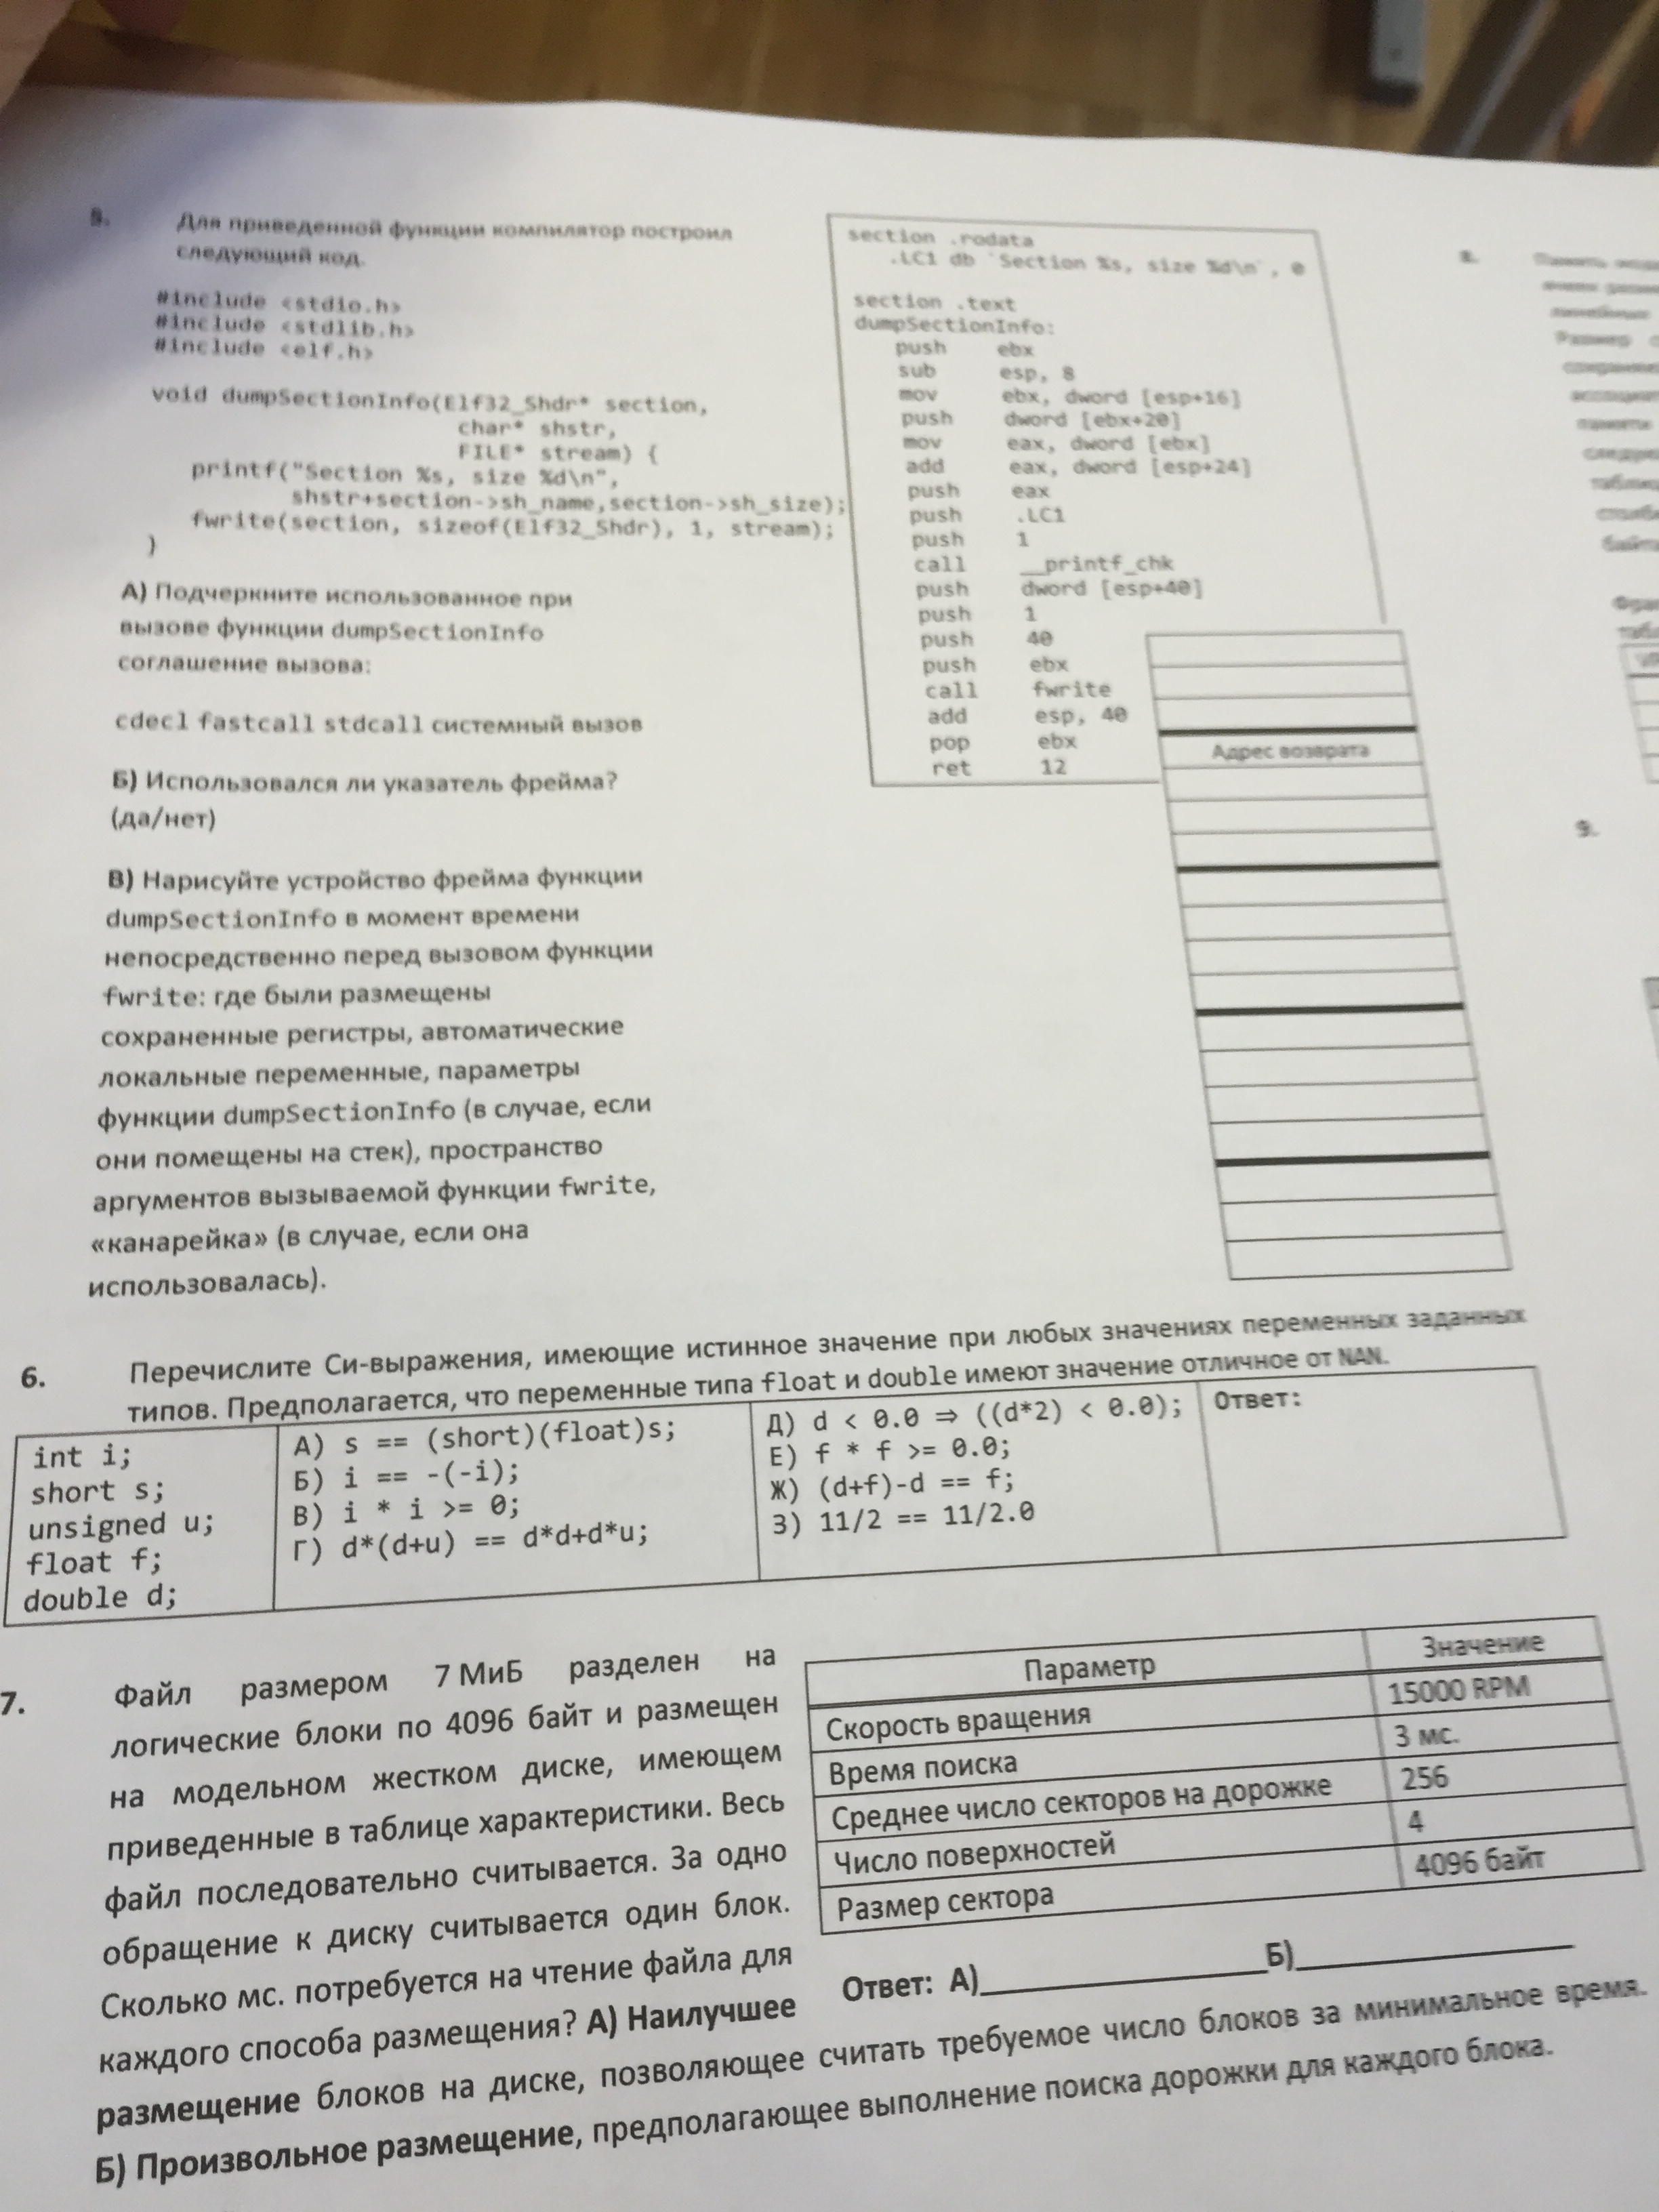 Для приведенной функции компилятор построил
следующий код.
#include <stdio.h>
#include <stdlib.h>
#include <elf.h>
void dumpSectionInfo(Elf32_Shdr* section,
char* shstr,
FILE* stream) {
printf("Section %s, size %d\n",
shstr+section->sh_name,section->sh_size);
fwrite(section, sizeof(Elf32_Shdr), 1, stream);
}
А) Подчеркните использованное при
вызове функции dumpSectionInfo
соглашение вызова:
cdecl fastcall stdcall системный вызов
Б) Использовался ли указатель фрейма?
(да/нет)
В) Нарисуйте устройство фрейма функции
dumpSectionInfo в момент времени
непосредственно перед вызовом функции
fwrite: где были размещены
сохраненные регистры, автоматические
локальные переменные, параметры
функции dumpSectionInfo (в случае, если
они помещены на стек), пространство
аргументов вызываемой функции fwrite,
«канарейка» (в случае, если она
использовалась).
section .rodata
.LC1 db `Section %s, size %d\n`, 0
section .text
dumpSectionInfo:
push ebx
sub esp, 8
mov ebx, dword [esp+16]
push dword [ebx+20]
mov eax, dword [ebx]
add eax, dword [esp+24]
push eax
push .LC1
push 1
call __printf_chk
push dword [esp+40]
push 1
push 40
push ebx
call fwrite
add esp, 40
pop ebx
ret 12
Адрес возврата
8.
9.
6. Перечислите Си-выражения, имеющие истинное значение при любых значениях переменных заданных
типов. Предполагается, что переменные типа float и double имеют значение отличное от NAN.
int i;
short s;
unsigned u;
float f;
double d;
А) s == (short)(float)s;
Б) i == -(-i);
В) i * i >= 0;
Г) d*(d+u) == d*d+d*u;
Д) d < 0.0 ⇒ ((d*2) < 0.0);
Е) f * f >= 0.0;
Ж) (d+f)-d == f;
З) 11/2 == 11/2.0
Ответ:
7. Файл размером 7 МиБ разделен на
логические блоки по 4096 байт и размещен
на модельном жестком диске, имеющем
приведенные в таблице характеристики. Весь
файл последовательно считывается. За одно
обращение к диску считывается один блок.
Сколько мс. потребуется на чтение файла для
каждого способа размещения? А) Наилучшее
размещение блоков на диске, позволяющее считать требуемое число блоков за минимальное время.
Б) Произвольное размещение, предполагающее выполнение поиска дорожки для каждого блока.
Параметр Значение
Скорость вращения 15000 RPM
Время поиска 3 мс.
Среднее число секторов на дорожке 256
Число поверхностей 4
Размер сектора 4096 байт
Ответ: А)____________Б)____________